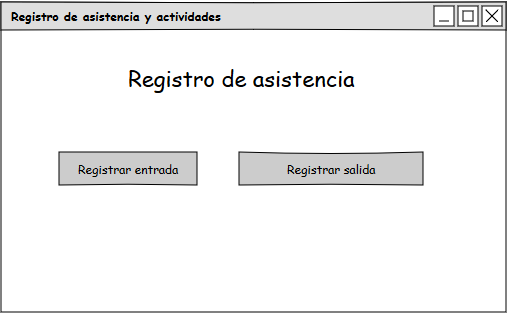 Registro de asistencia y actividades
Registro de asistencia
Registrar entrada
Registrar salida